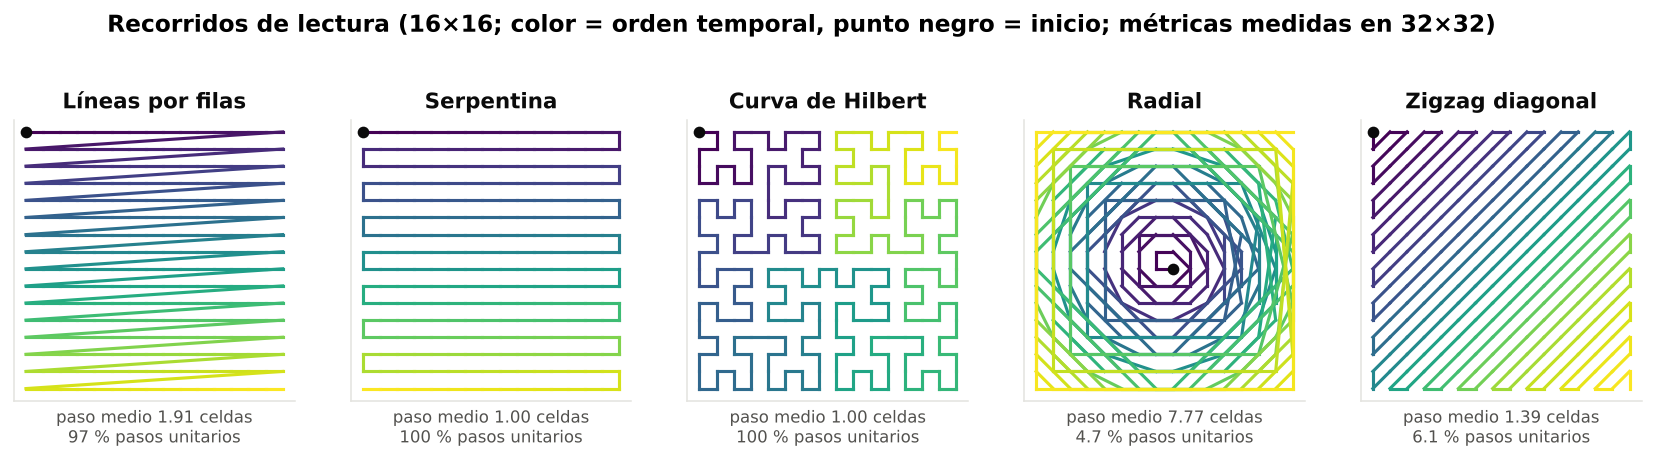 Recorridos de lectura (16×16; color = orden temporal, punto negro = inicio; métricas medidas en 32×32)
Líneas por filas
paso medio 1.91 celdas
97 % pasos unitarios
Serpentina
paso medio 1.00 celdas
100 % pasos unitarios
Curva de Hilbert
paso medio 1.00 celdas
100 % pasos unitarios
Radial
paso medio 7.77 celdas
4.7 % pasos unitarios
Zigzag diagonal
paso medio 1.39 celdas
6.1 % pasos unitarios